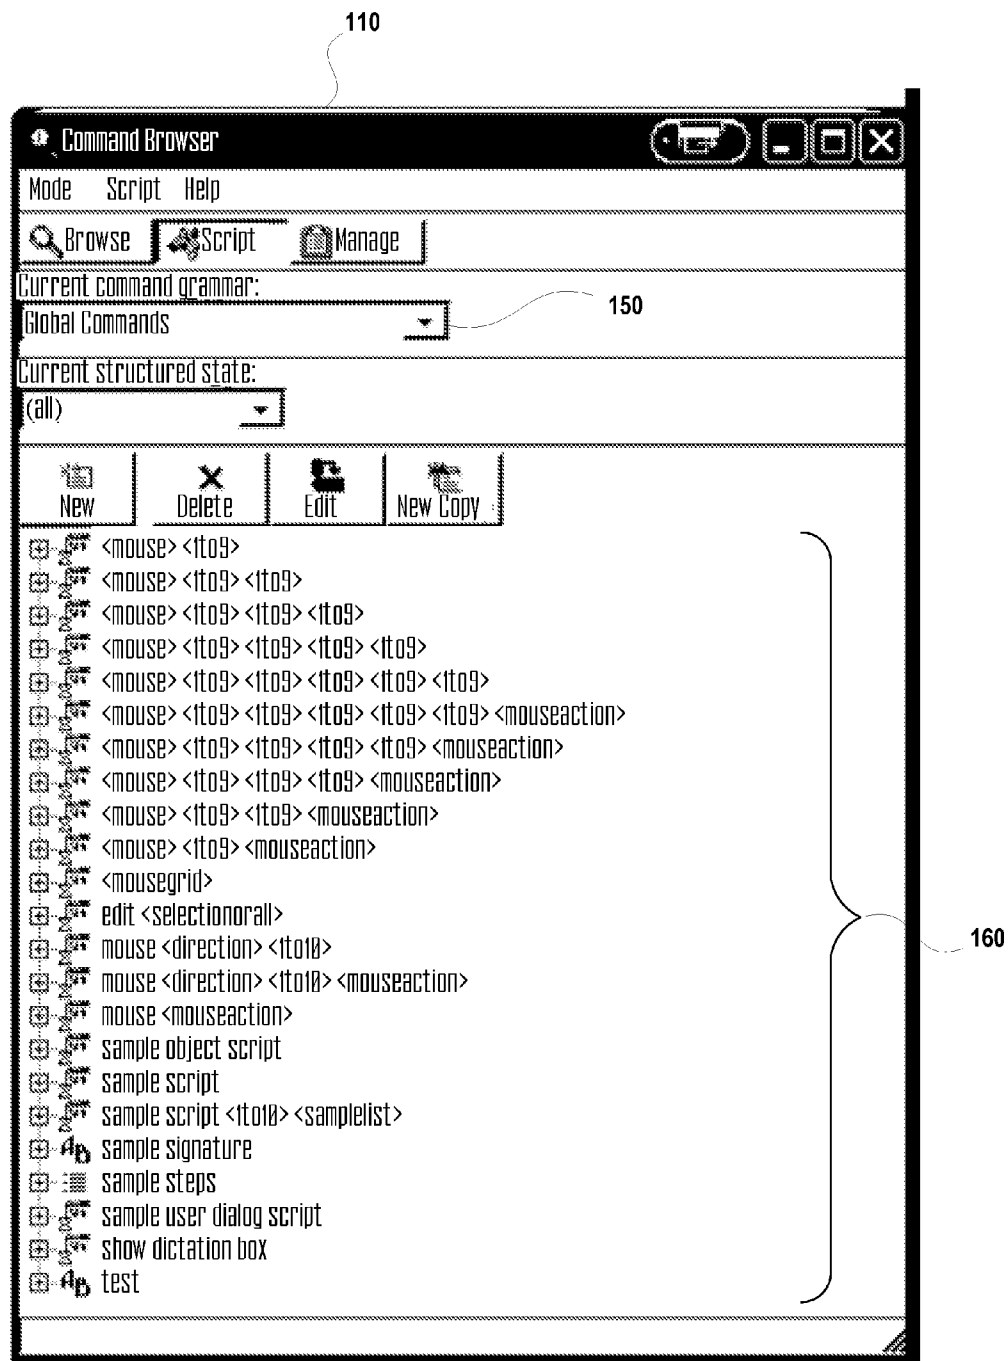 110
Command Browser
Mode Script Help
Browse Script Manage
Current command grammar:
Global Commands
150
Current structured state:
(all)
New Delete Edit New Copy
<mouse> <1to9>
<mouse> <1to9> <1to9>
<mouse> <1to9> <1to9> <1to9>
<mouse> <1to9> <1to9> <1to9> <1to9>
<mouse> <1to9> <1to9> <1to9> <1to9> <1to9>
<mouse> <1to9> <1to9> <1to9> <1to9> <1to9> <mouseaction>
<mouse> <1to9> <1to9> <1to9> <1to9> <mouseaction>
<mouse> <1to9> <1to9> <1to9> <mouseaction>
<mouse> <1to9> <1to9> <mouseaction>
<mouse> <1to9> <mouseaction>
<mousegrid>
edit <selectionorall>
160
mouse <direction> <1to10>
mouse <direction> <1to10> <mouseaction>
mouse <mouseaction>
sample object script
sample script
sample script <1to10> <samplelist>
sample signature
sample steps
sample user dialog script
show dictation box
test